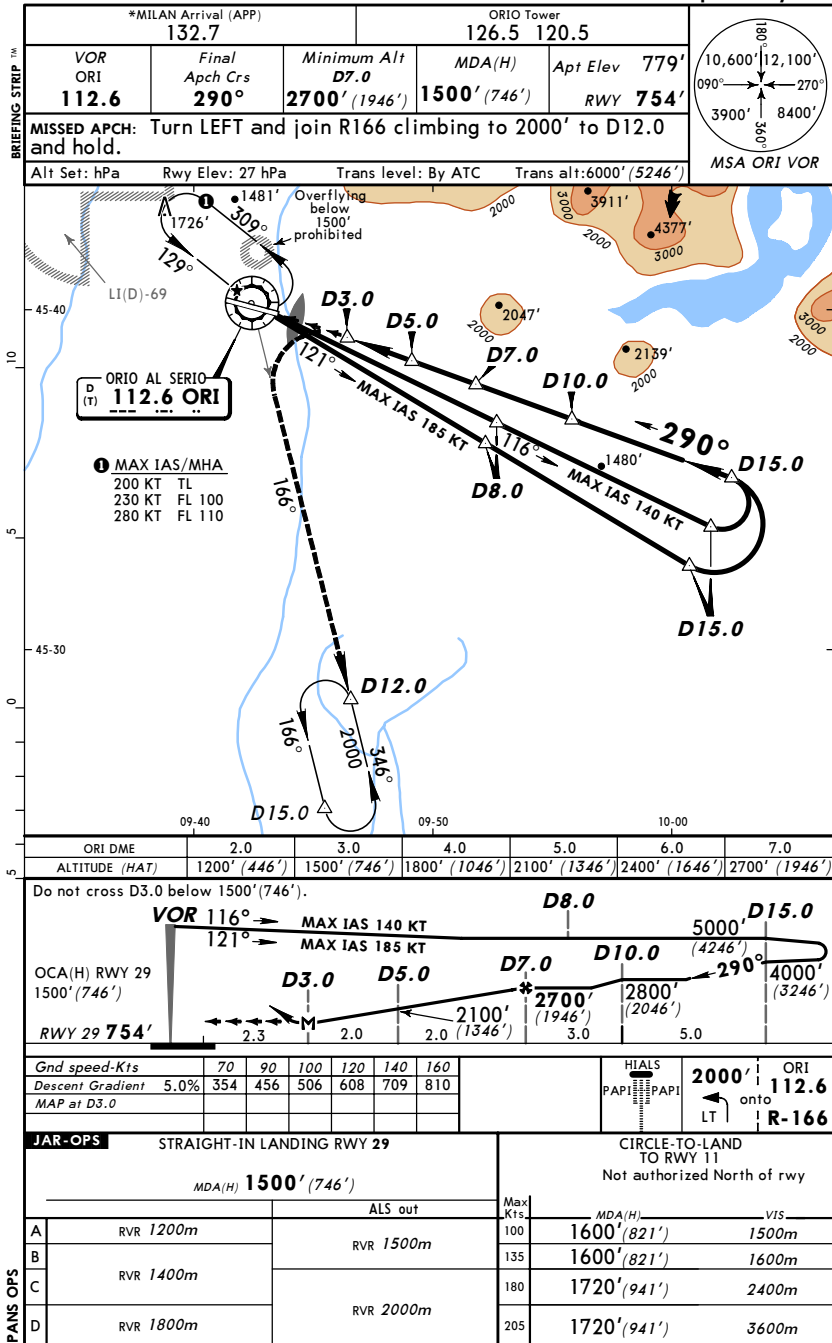 *MILAN Arrival (APP)
132.7
ORIO Tower
126.5 120.5
BRIEFING STRIP TM
VOR
ORI
112.6
Final
Apch Crs
290°
Minimum Alt
D7.0
2700' (1946')
MDA(H)
1500' (746')
Apt Elev 779'
RWY 754'
MISSED APCH: Turn LEFT and join R166 climbing to 2000' to D12.0
and hold.
Alt Set: hPa Rwy Elev: 27 hPa Trans level: By ATC Trans alt:6000' (5246')
180°
10,600' 12,100'
090° 270°
3900' 8400'
360°
MSA ORI VOR
1481'
Overflying
below
1500'
prohibited
1726'
309°
129°
LI(D)-69
3911'
4377'
2000
3000
2000
3000
2000
2047'
2000
2139'
2000
3000
2000
45-40
10
D3.0
D5.0
D7.0
D10.0
290°
D15.0
ORIO AL SERIO
D
(T) 112.6 ORI
121° MAX IAS 185 KT
116° MAX IAS 140 KT
1480'
D8.0
D15.0
1 MAX IAS/MHA
200 KT TL
230 KT FL 100
280 KT FL 110
166°
5
45-30
0
D12.0
166°
2000
346°
D15.0
09-40 09-50 10-00
5
ORI DME 2.0 3.0 4.0 5.0 6.0 7.0
ALTITUDE (HAT) 1200' (446') 1500' (746') 1800' (1046') 2100' (1346') 2400' (1646') 2700' (1946')
Do not cross D3.0 below 1500'(746').
VOR 116° MAX IAS 140 KT
121° MAX IAS 185 KT
D8.0
D15.0
5000'
(4246')
290°
4000'
(3246')
OCA(H) RWY 29
1500'(746')
D3.0
D5.0
D7.0
D10.0
M
2100'
(1346')
2700'
(1946')
2800'
(2046')
RWY 29 754'
2.3 2.0 2.0 3.0 5.0
Gnd speed-Kts 70 90 100 120 140 160
Descent Gradient 5.0% 354 456 506 608 709 810
MAP at D3.0
HIALS
PAPI PAPI
2000'
LT
onto
ORI
112.6
R-166
JAR-OPS
STRAIGHT-IN LANDING RWY 29
MDA(H) 1500' (746')
ALS out
CIRCLE-TO-LAND
TO RWY 11
Not authorized North of rwy
Max
Kts MDA(H) VIS
A RVR 1200m RVR 1500m 100 1600'(821') 1500m
B RVR 1400m 135 1600'(821') 1600m
C RVR 2000m 180 1720'(941') 2400m
D RVR 1800m 205 1720'(941') 3600m
PANS OPS